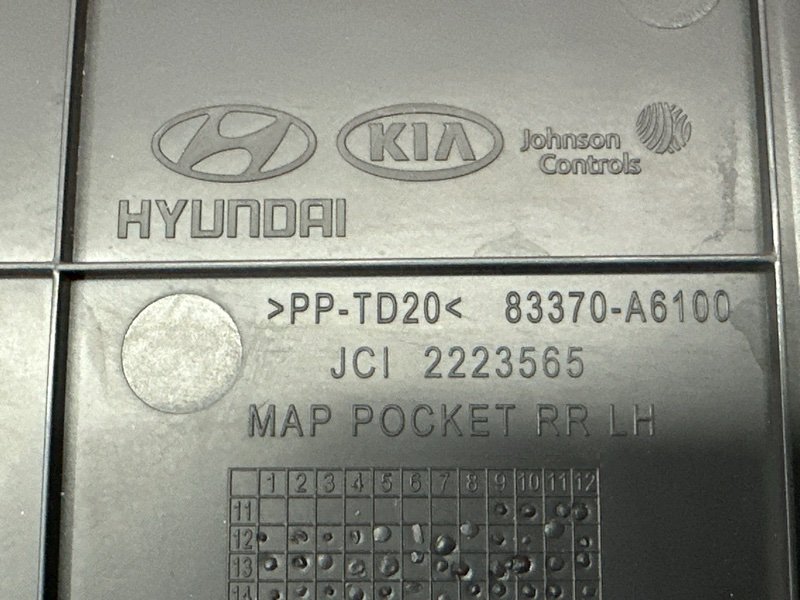 KIA
Johnson
Controls
HYUNDAI
>PP-TD20< 83370-A6100
JCI 2223565
MAP POCKET RR LH
1 2 3 4 5 6 7 8 9 10 11 12
11
12
13
14